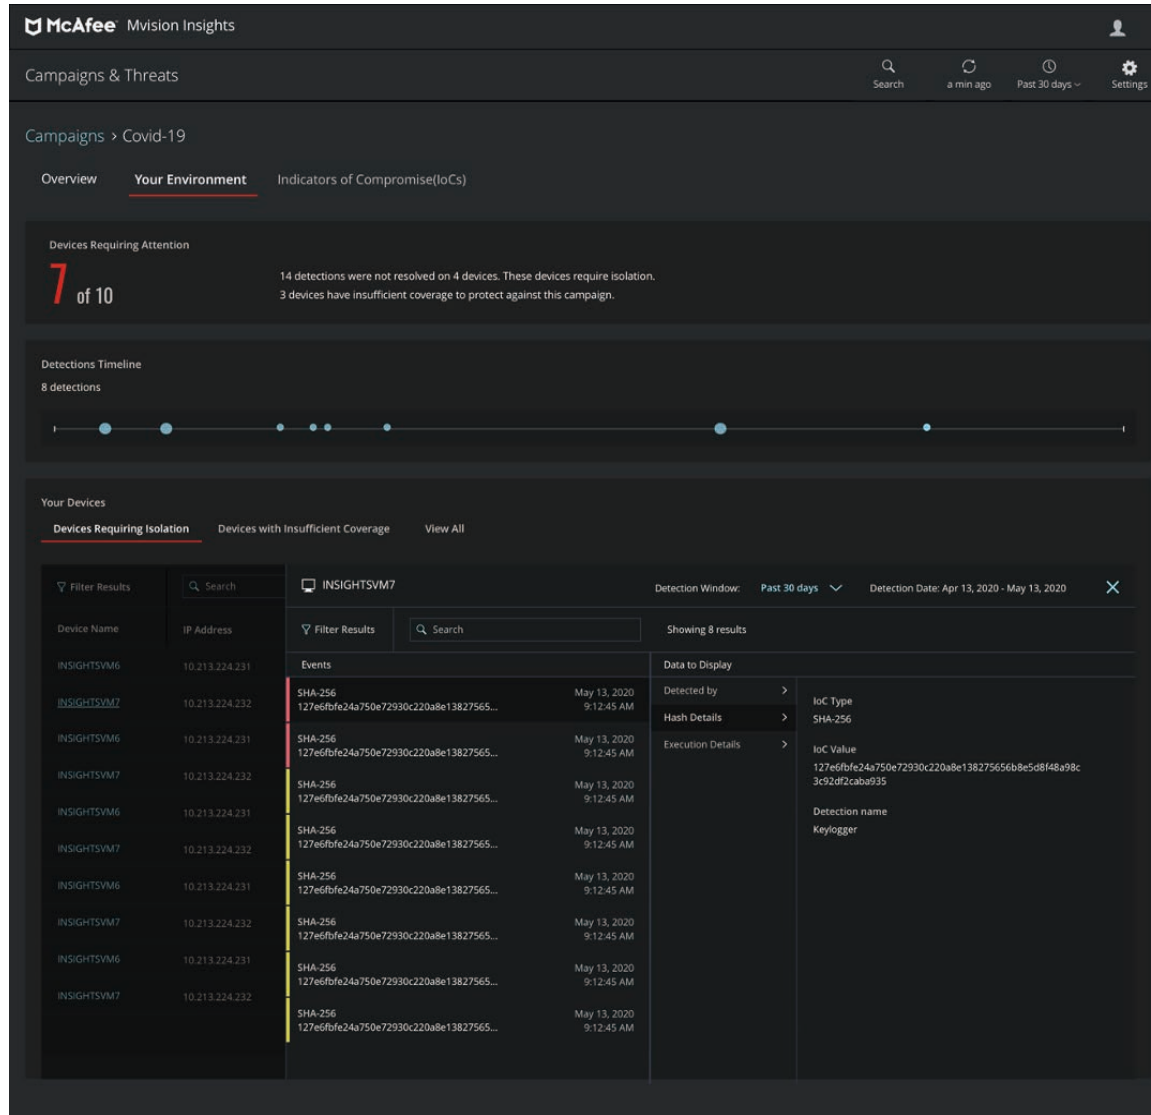 McAfee Mvision Insights
Campaigns & Threats
Search
a min ago
Past 30 days
Settings
Campaigns > Covid-19
Overview
Your Environment
Indicators of Compromise(IoCs)
Devices Requiring Attention
7 of 10
14 detections were not resolved on 4 devices. These devices require isolation.
3 devices have insufficient coverage to protect against this campaign.
Detections Timeline
8 detections
Your Devices
Devices Requiring Isolation
Devices with Insufficient Coverage
View All
Filter Results
Search
Device Name
IP Address
INSIGHTSVM6 10.213.224.231
INSIGHTSVM7 10.213.224.232
INSIGHTSVM6 10.213.224.231
INSIGHTSVM7 10.213.224.232
INSIGHTSVM6 10.213.224.231
INSIGHTSVM7 10.213.224.232
INSIGHTSVM6 10.213.224.231
INSIGHTSVM7 10.213.224.232
INSIGHTSVM6 10.213.224.231
INSIGHTSVM7 10.213.224.232
INSIGHTSVM7
Detection Window: Past 30 days
Detection Date: Apr 13, 2020 - May 13, 2020
Filter Results
Search
Showing 8 results
Events
SHA-256 May 13, 2020
127e6fbfe24a750e72930c220a8e13827565... 9:12:45 AM
SHA-256 May 13, 2020
127e6fbfe24a750e72930c220a8e13827565... 9:12:45 AM
SHA-256 May 13, 2020
127e6fbfe24a750e72930c220a8e13827565... 9:12:45 AM
SHA-256 May 13, 2020
127e6fbfe24a750e72930c220a8e13827565... 9:12:45 AM
SHA-256 May 13, 2020
127e6fbfe24a750e72930c220a8e13827565... 9:12:45 AM
SHA-256 May 13, 2020
127e6fbfe24a750e72930c220a8e13827565... 9:12:45 AM
SHA-256 May 13, 2020
127e6fbfe24a750e72930c220a8e13827565... 9:12:45 AM
SHA-256 May 13, 2020
127e6fbfe24a750e72930c220a8e13827565... 9:12:45 AM
Data to Display
Detected by >
Hash Details >
Execution Details >
IoC Type
SHA-256
IoC Value
127e6fbfe24a750e72930c220a8e138275656b8e5d8f48a98c
3c92df2caba935
Detection name
Keylogger